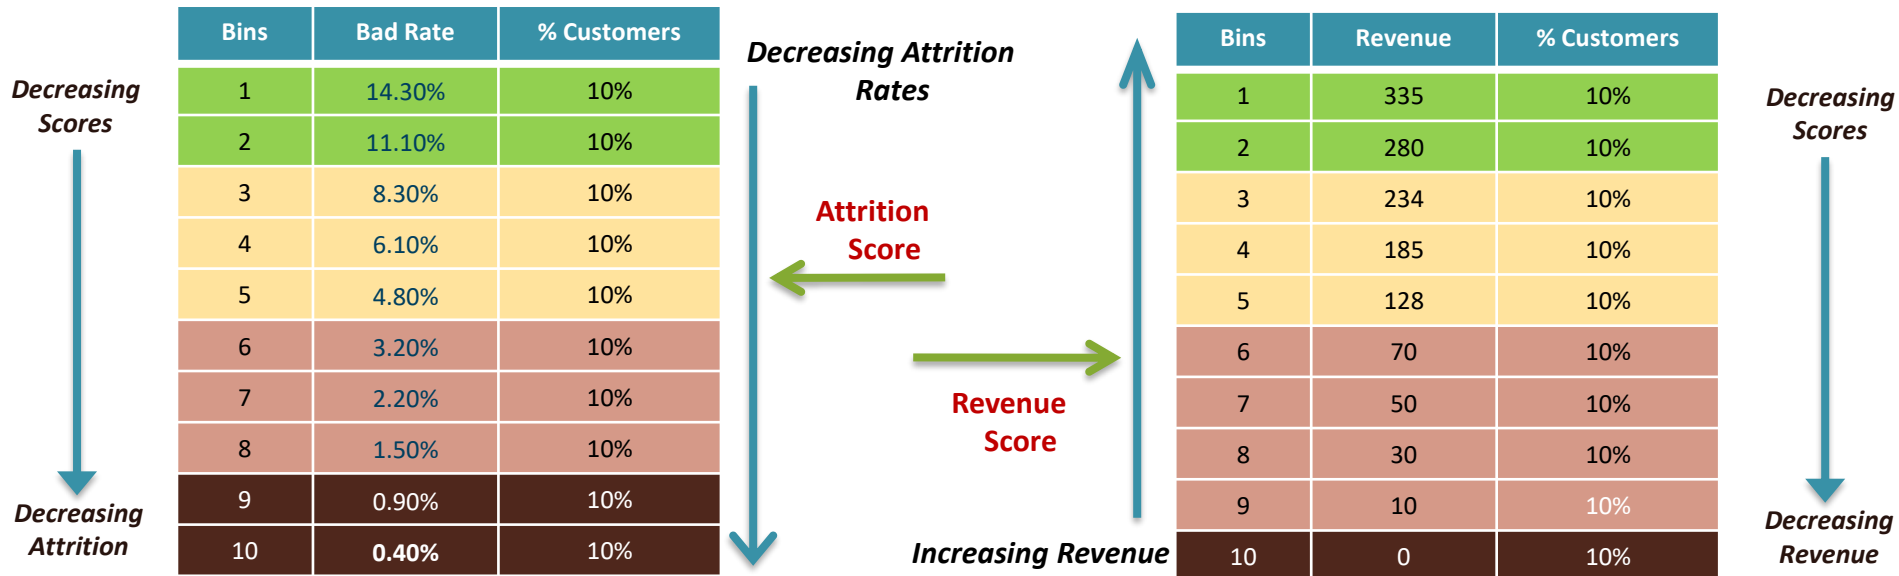 Decreasing
Scores
Decreasing
Attrition
Bins Bad Rate % Customers
1 14.30% 10%
2 11.10% 10%
3 8.30% 10%
4 6.10% 10%
5 4.80% 10%
6 3.20% 10%
7 2.20% 10%
8 1.50% 10%
9 0.90% 10%
10 0.40% 10%
Decreasing Attrition
Rates
Attrition
Score
Revenue
Score
Increasing Revenue
Bins Revenue % Customers
1 335 10%
2 280 10%
3 234 10%
4 185 10%
5 128 10%
6 70 10%
7 50 10%
8 30 10%
9 10 10%
10 0 10%
Decreasing
Scores
Decreasing
Revenue